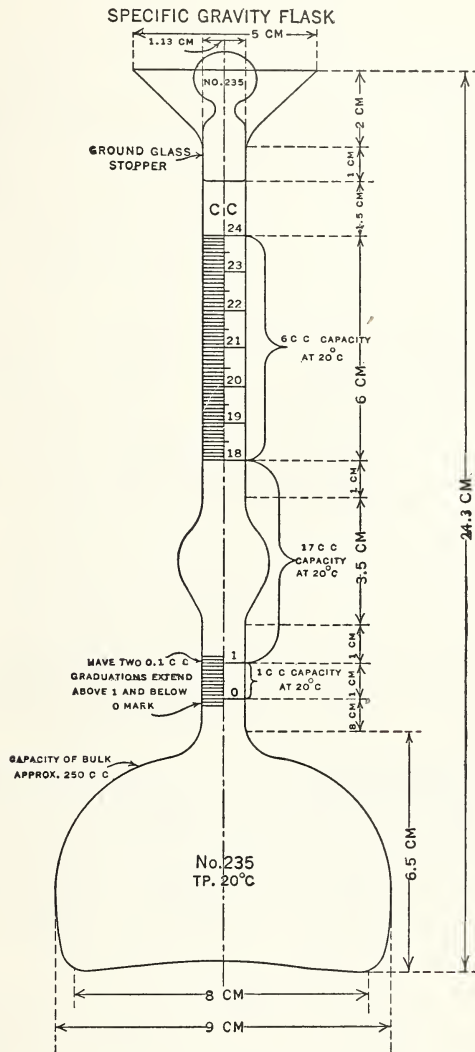 SPECIFIC GRAVITY FLASK
5 CM
1.13 CM
NO.235
2 CM
GROUND GLASS
STOPPER
1 CM
1.5 CM
C C
24
23
22
21
20
19
18
6 C C CAPACITY
AT 20°C
6 CM
1 CM
24.3 CM.
17 C C
CAPACITY
AT 20°C
3.5 CM
1 CM
HAVE TWO 0.1 C C
GRADUATIONS EXTEND
ABOVE 1 AND BELOW
0 MARK
1
0
1 C C CAPACITY
AT 20°C
1 CM
8 CM
CAPACITY OF BULK
APPROX. 250 C C
No.235
TP. 20°C
6.5 CM
8 CM
9 CM